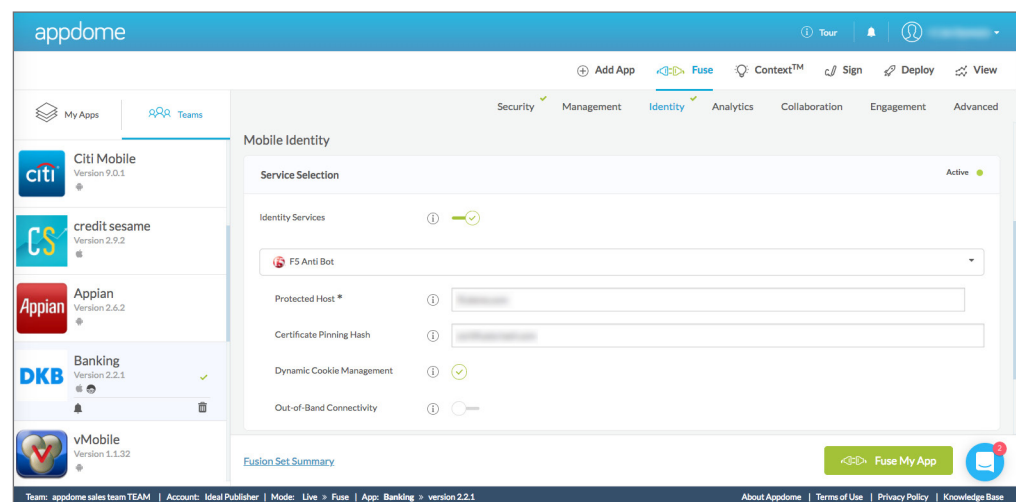 appdome
Tour
Add App
Fuse
Context™
Sign
Deploy
View
My Apps
Teams
Security
Management
Identity
Analytics
Collaboration
Engagement
Advanced
citi
Citi Mobile
Version 9.0.1
CS
credit sesame
Version 2.9.2
Appian
Appian
Version 2.6.2
DKB
Banking
Version 2.2.1
vMobile
Version 1.1.32
Mobile Identity
Service Selection
Active
Identity Services
F5 Anti Bot
Protected Host *
Certificate Pinning Hash
Dynamic Cookie Management
Out-of-Band Connectivity
Fusion Set Summary
Fuse My App
2
Team: appdome sales team TEAM | Account: Ideal Publisher | Mode: Live » Fuse | App: Banking » version 2.2.1
About Appdome | Terms of Use | Privacy Policy | Knowledge Base